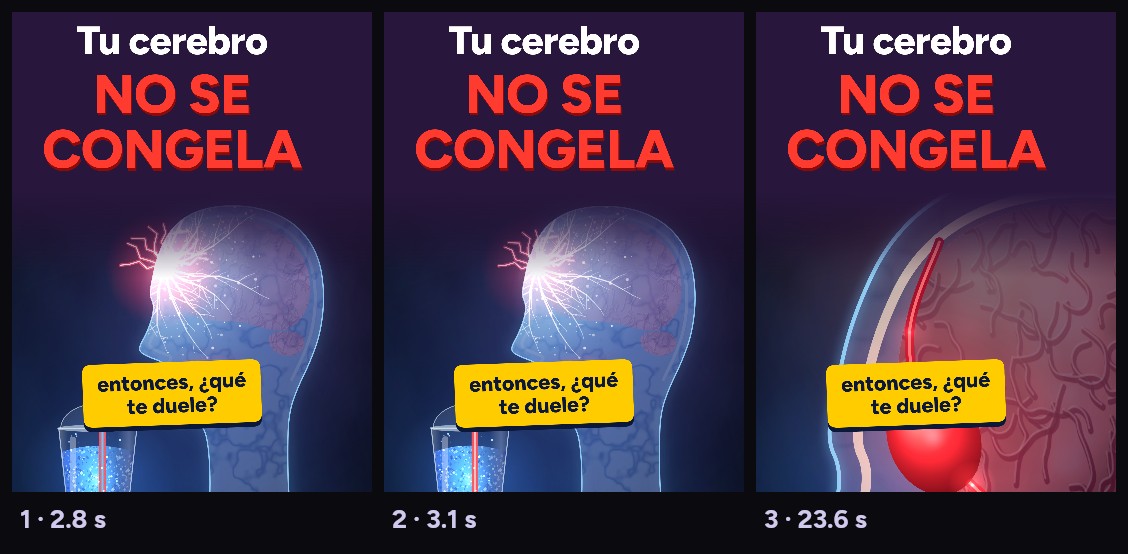 Tu cerebro
NO SE
CONGELA
entonces, ¿qué
te duele?
1 · 2.8 s
Tu cerebro
NO SE
CONGELA
entonces, ¿qué
te duele?
2 · 3.1 s
Tu cerebro
NO SE
CONGELA
entonces, ¿qué
te duele?
3 · 23.6 s